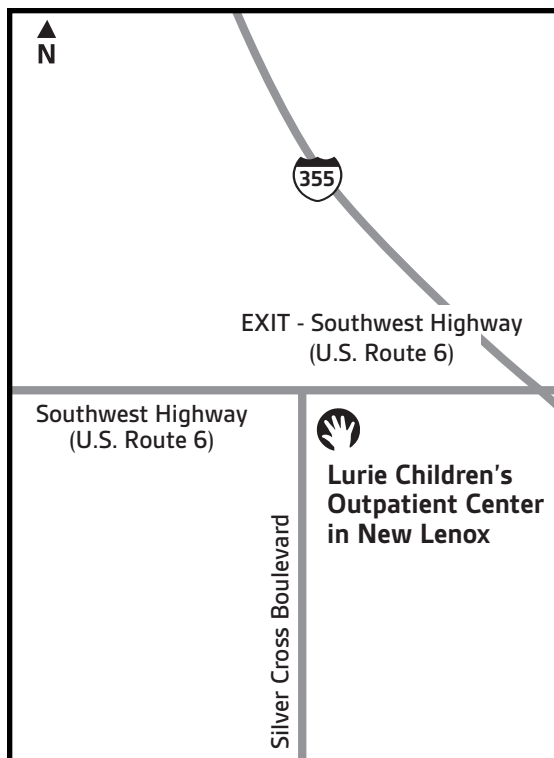 N
355
EXIT - Southwest Highway
(U.S. Route 6)
Southwest Highway
(U.S. Route 6)
Lurie Children's
Outpatient Center
in New Lenox
Silver Cross Boulevard